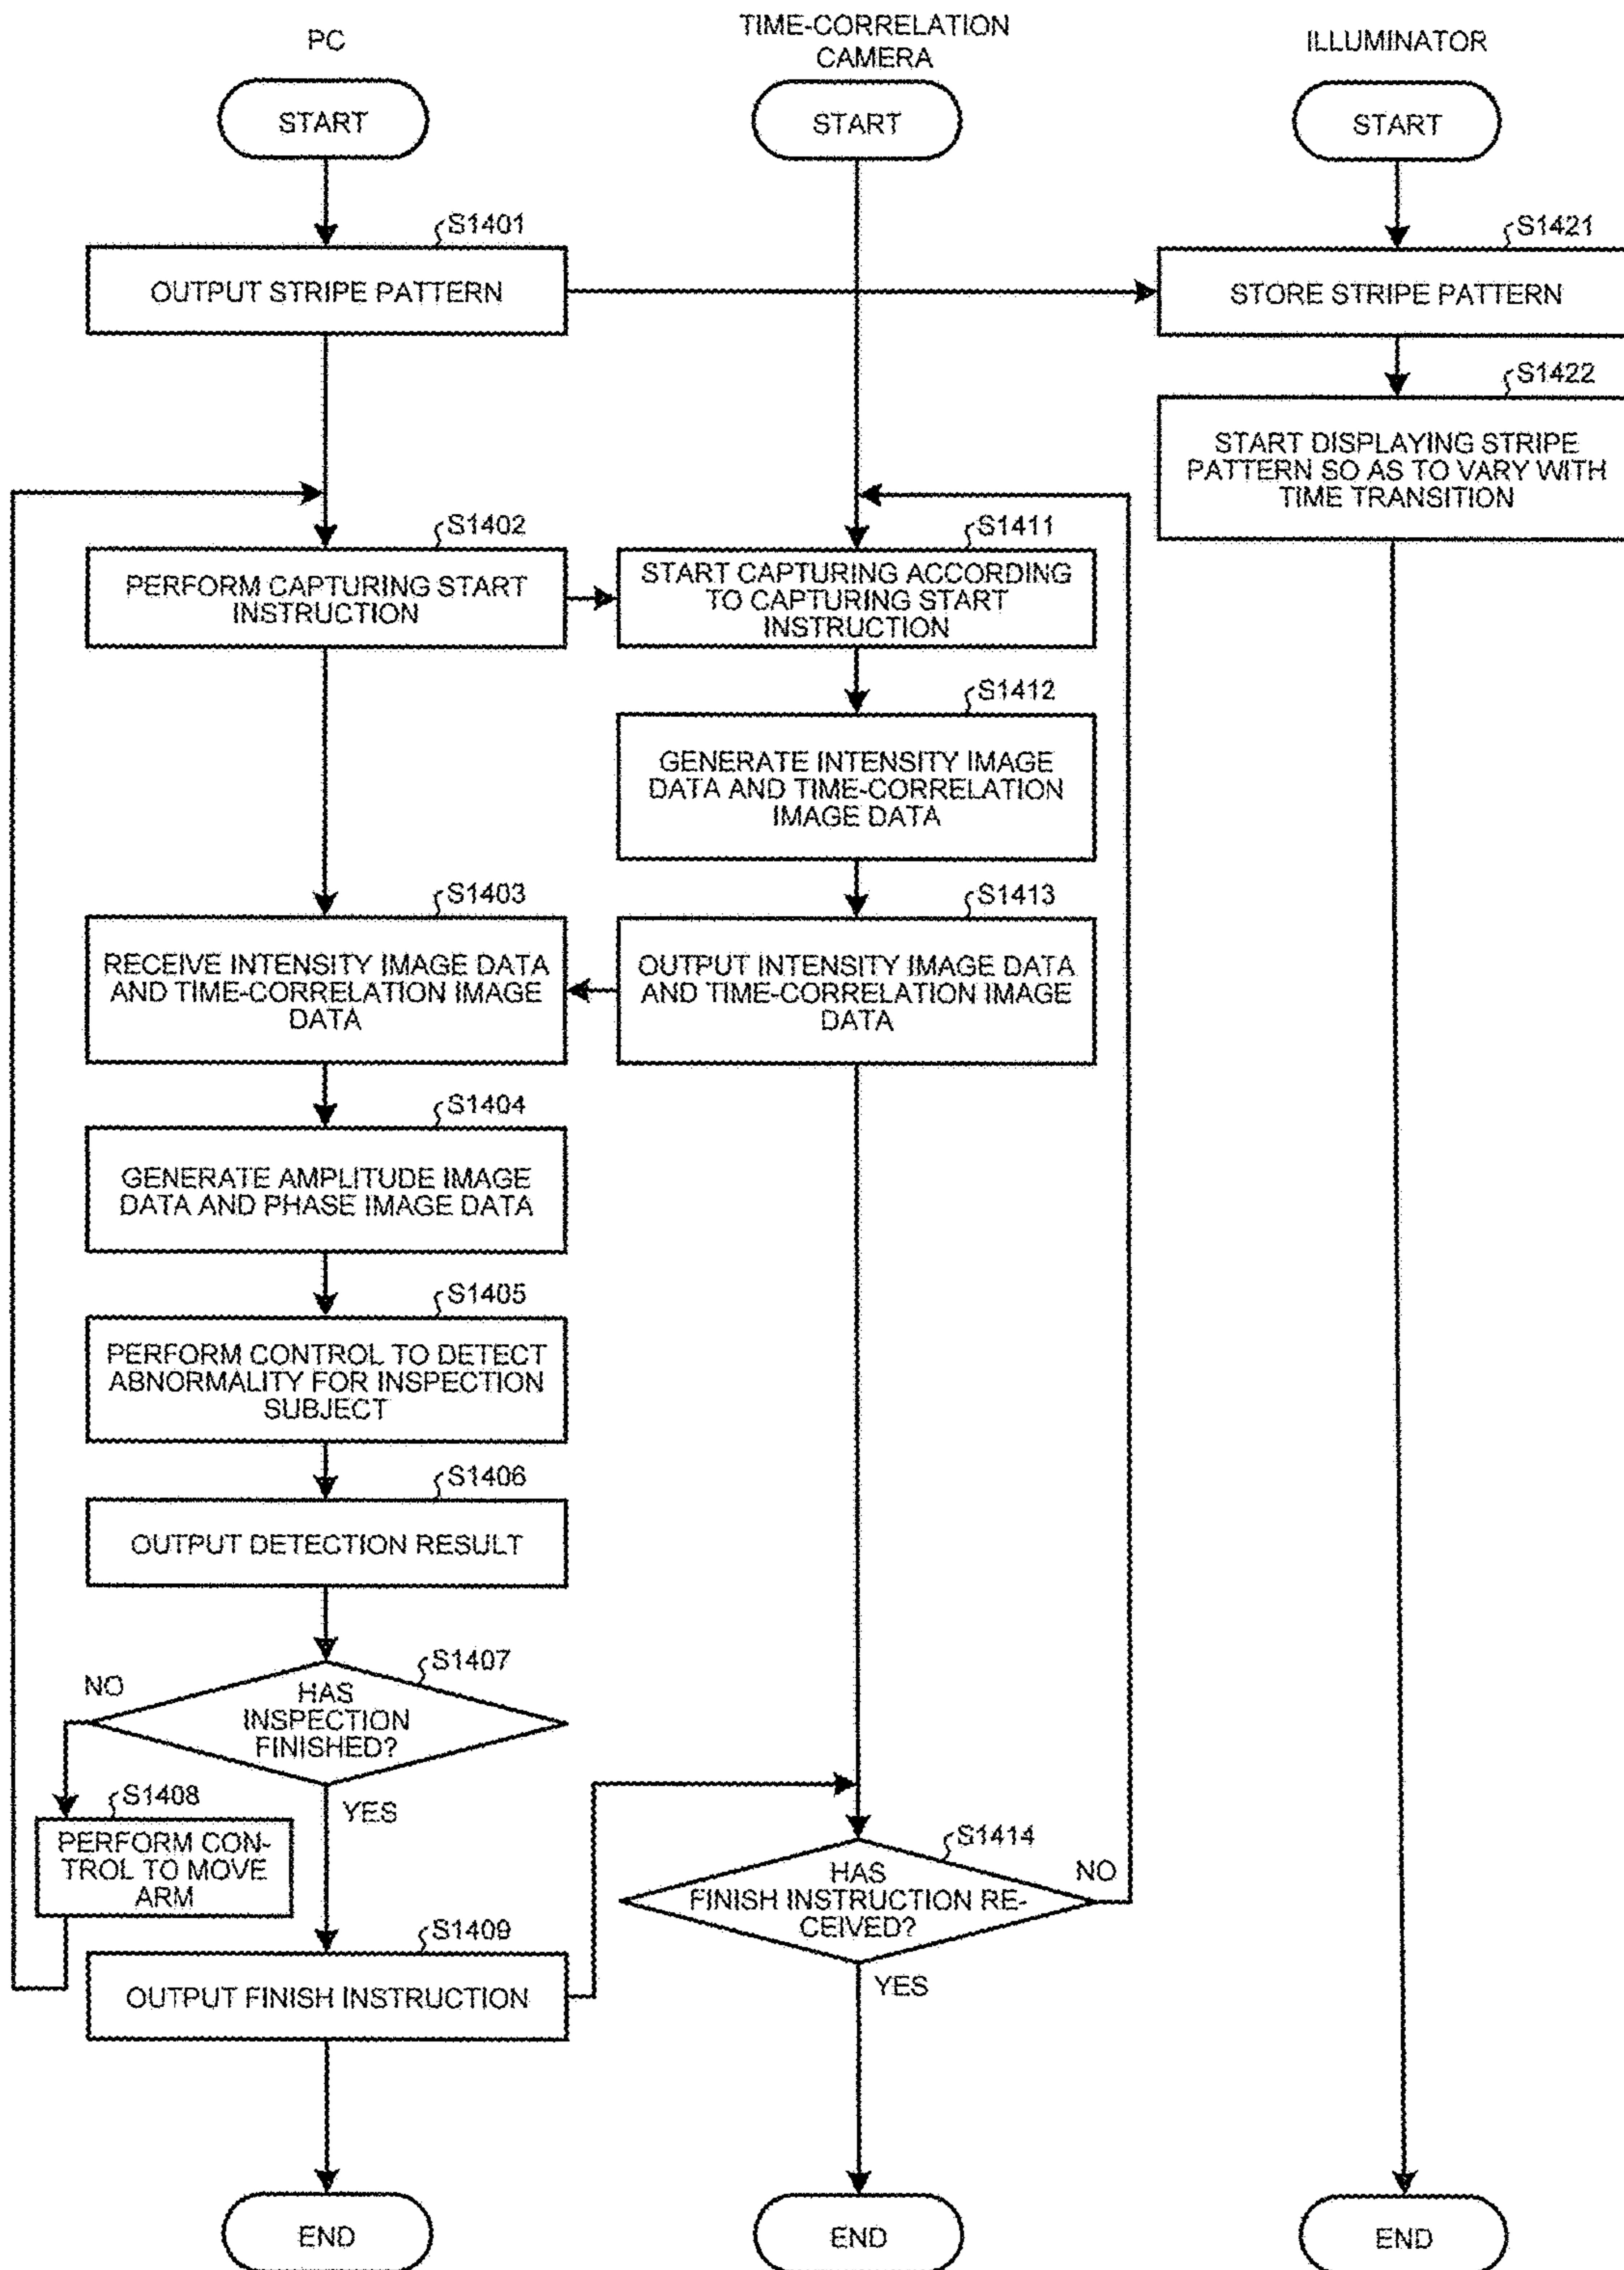 PC
TIME-CORRELATION
CAMERA
ILLUMINATOR
START
START
START
S1401
OUTPUT STRIPE PATTERN
S1421
STORE STRIPE PATTERN
S1422
START DISPLAYING STRIPE
PATTERN SO AS TO VARY WITH
TIME TRANSITION
S1402
PERFORM CAPTURING START
INSTRUCTION
S1411
START CAPTURING ACCORDING
TO CAPTURING START
INSTRUCTION
S1412
GENERATE INTENSITY IMAGE
DATA AND TIME-CORRELATION
IMAGE DATA
S1403
RECEIVE INTENSITY IMAGE DATA
AND TIME-CORRELATION IMAGE
DATA
S1413
OUTPUT INTENSITY IMAGE DATA
AND TIME-CORRELATION IMAGE
DATA
S1404
GENERATE AMPLITUDE IMAGE
DATA AND PHASE IMAGE DATA
S1405
PERFORM CONTROL TO DETECT
ABNORMALITY FOR INSPECTION
SUBJECT
S1406
OUTPUT DETECTION RESULT
S1407
NO
HAS
INSPECTION
FINISHED?
YES
S1408
PERFORM CON-
TROL TO MOVE
ARM
S1414
HAS
FINISH INSTRUCTION RE-
CEIVED?
NO
YES
S1409
OUTPUT FINISH INSTRUCTION
END
END
END